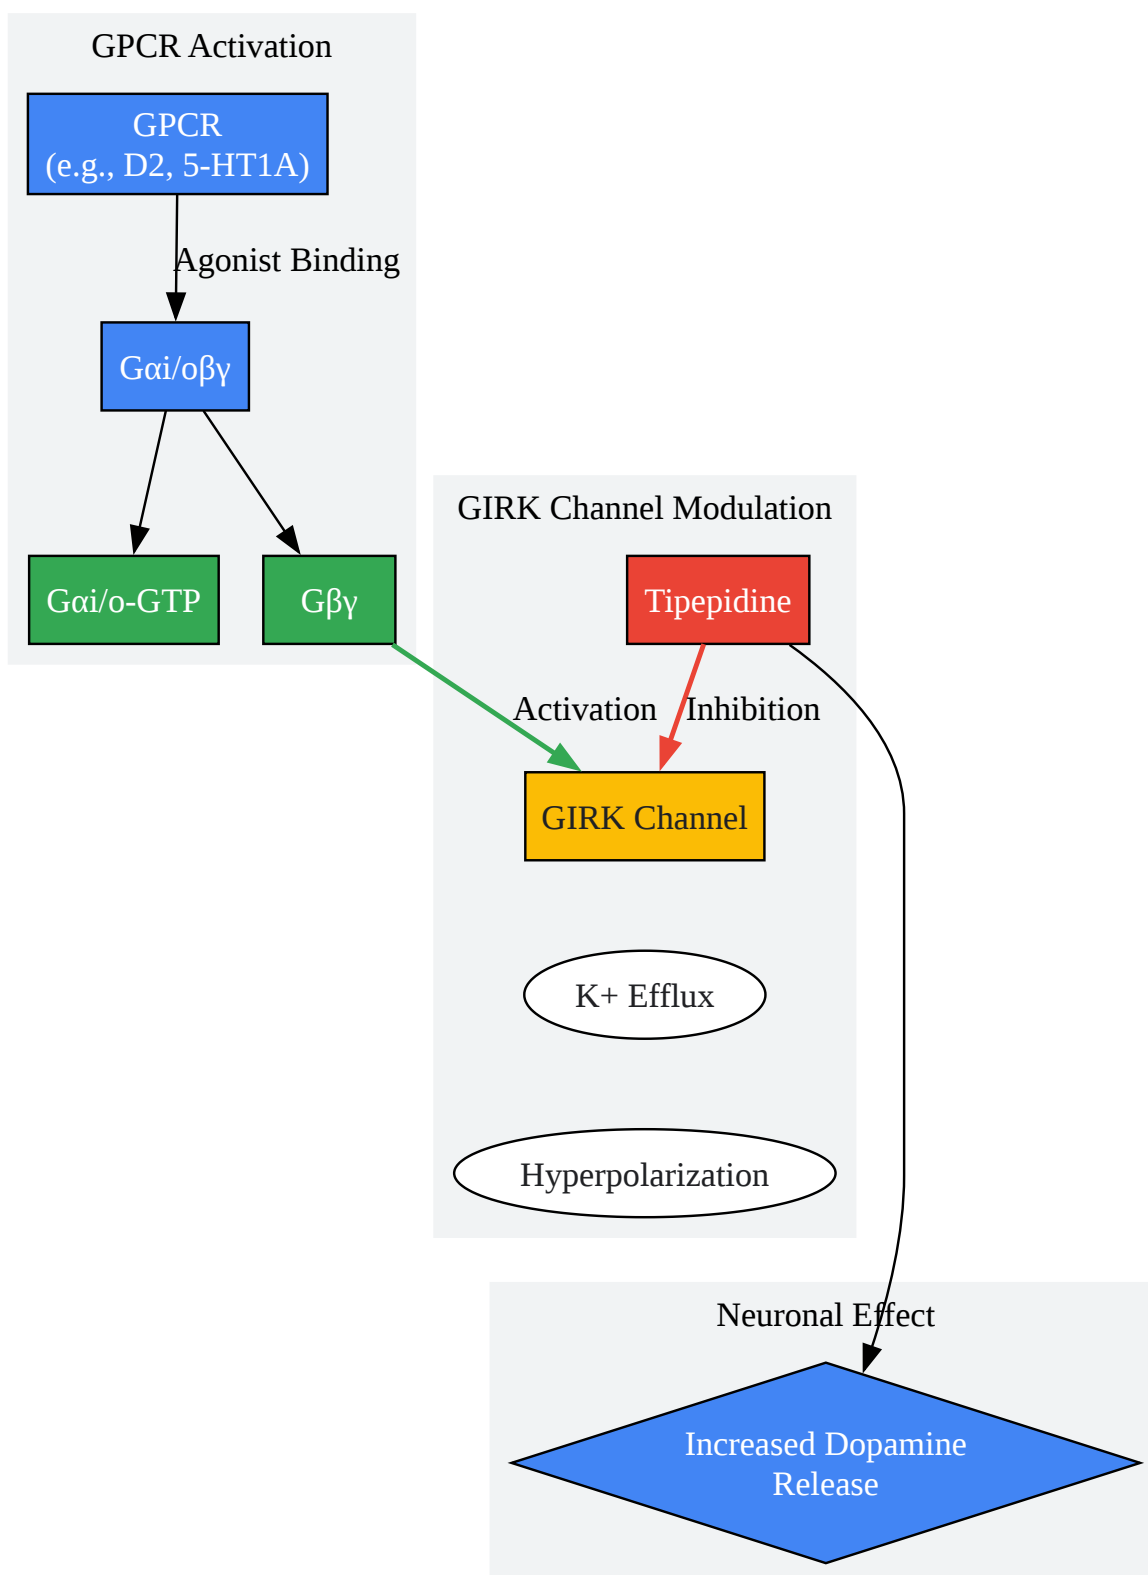 GPCR Activation
GPCR
(e.g., D2, 5-HT1A)
Agonist Binding
Gαi/oβγ
Gαi/o-GTP
Gβγ
GIRK Channel Modulation
Tipepidine
Activation
Inhibition
GIRK Channel
K+ Efflux
Hyperpolarization
Neuronal Effect
Increased Dopamine
Release